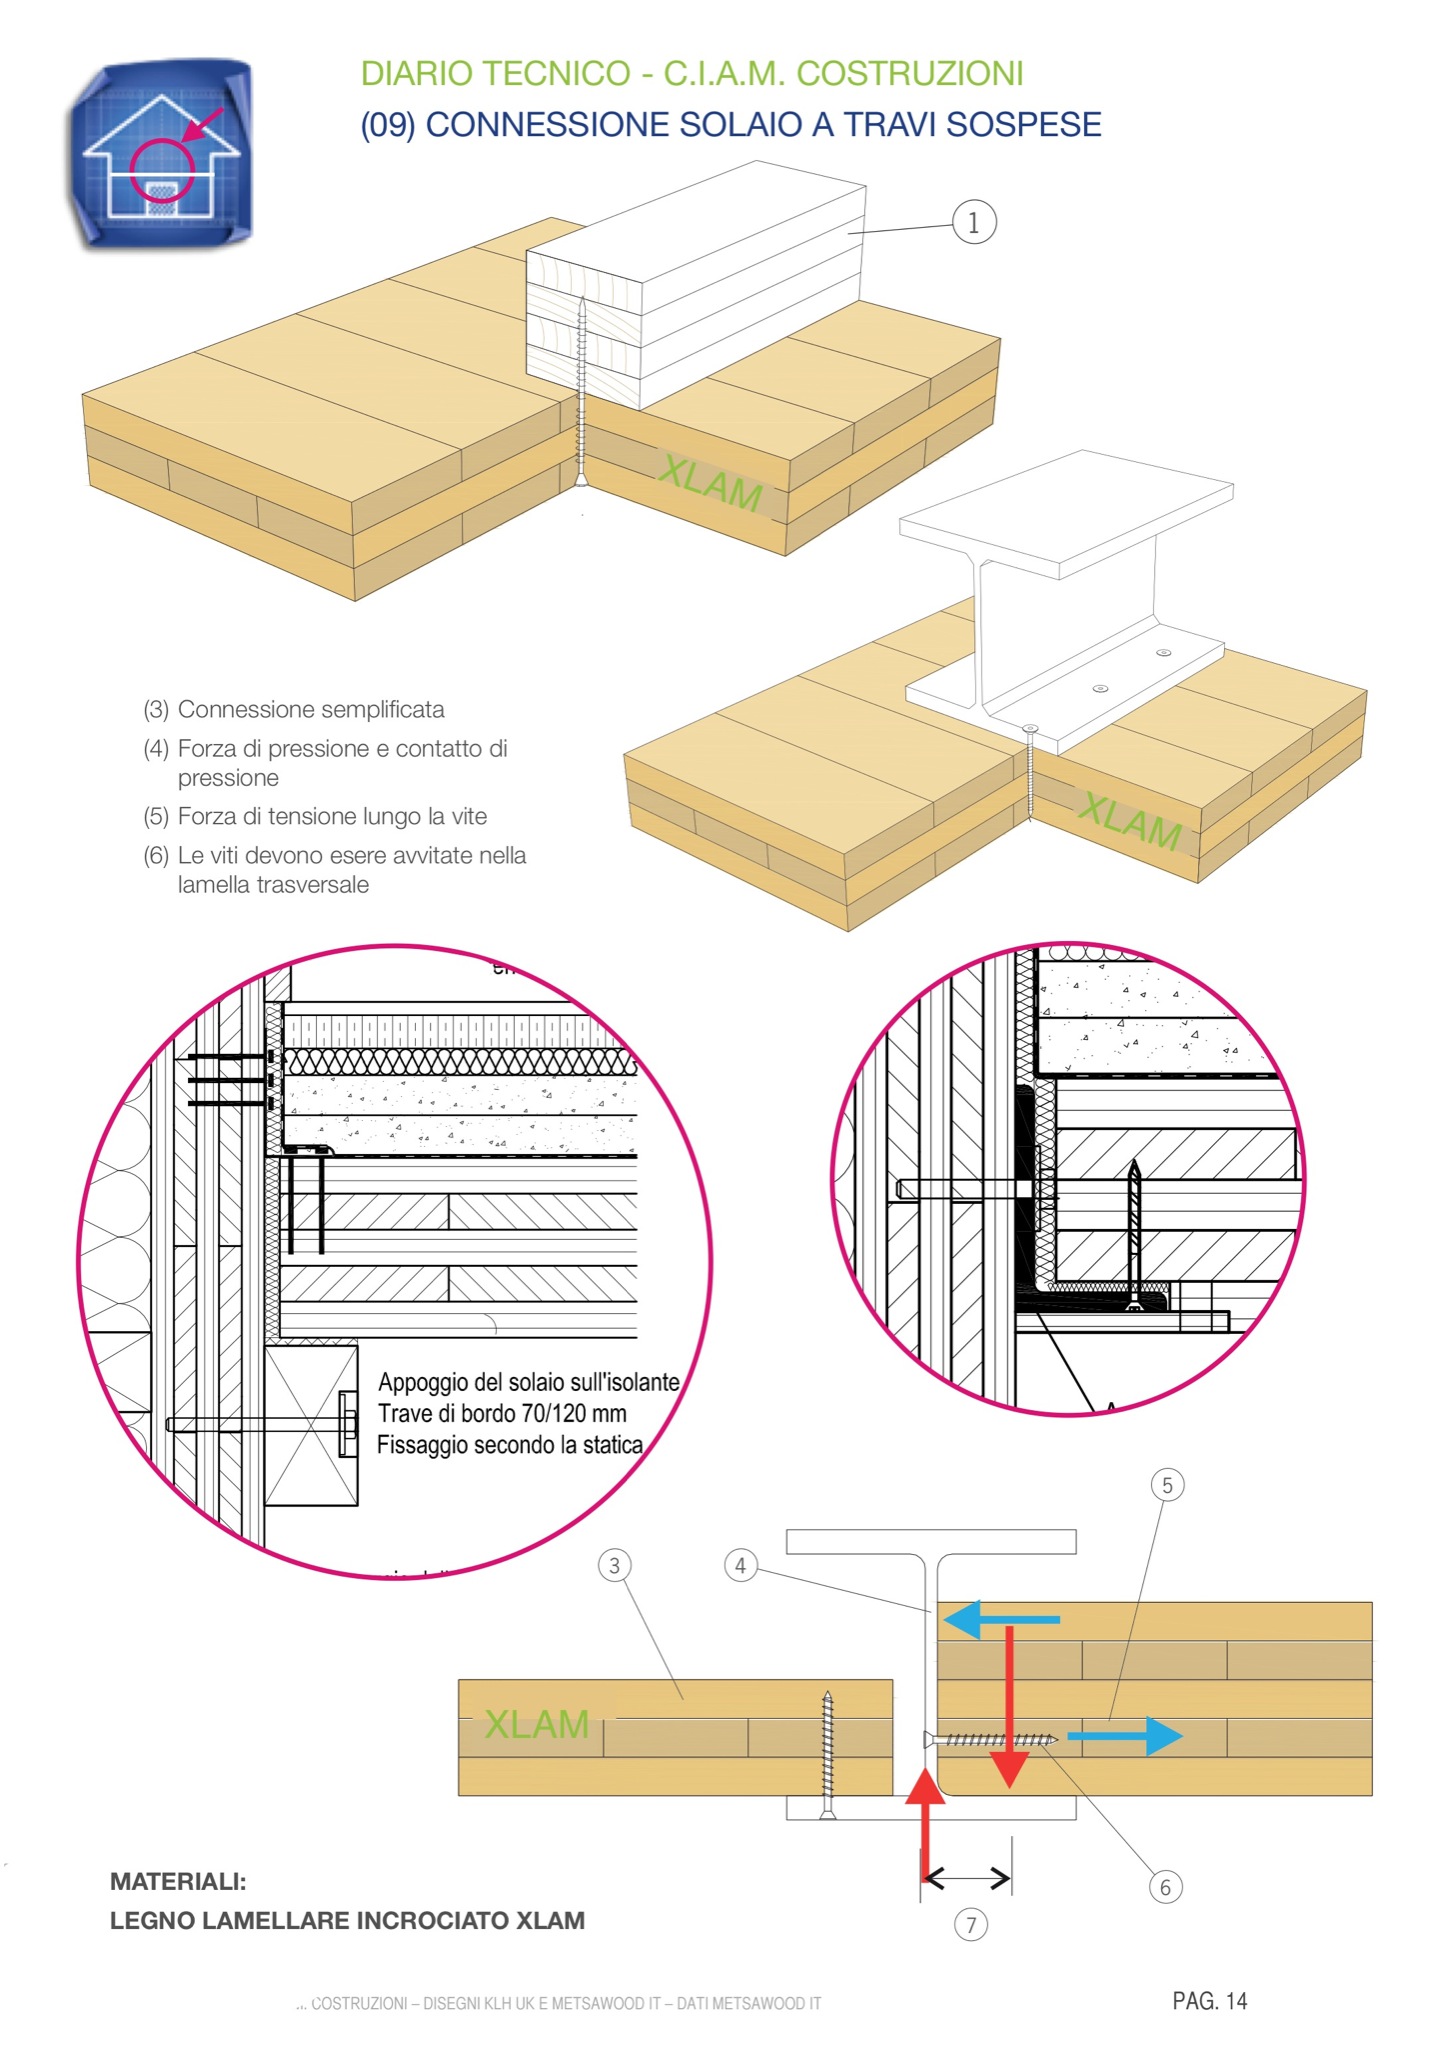 DIARIO TECNICO - C.I.A.M. COSTRUZIONI
(09) CONNESSIONE SOLAIO A TRAVI SOSPESE
1
XLAM
XLAM
(3) Connessione semplificata
(4) Forza di pressione e contatto di
pressione
(5) Forza di tensione lungo la vite
(6) Le viti devono esere avvitate nella
lamella trasversale
Appoggio del solaio sull'isolante
Trave di bordo 70/120 mm
Fissaggio secondo la statica
5
3
4
XLAM
6
7
MATERIALI:
LEGNO LAMELLARE INCROCIATO XLAM
COSTRUZIONI – DISEGNI KLH UK E METSAWOOD IT – DATI METSAWOOD IT
PAG. 14